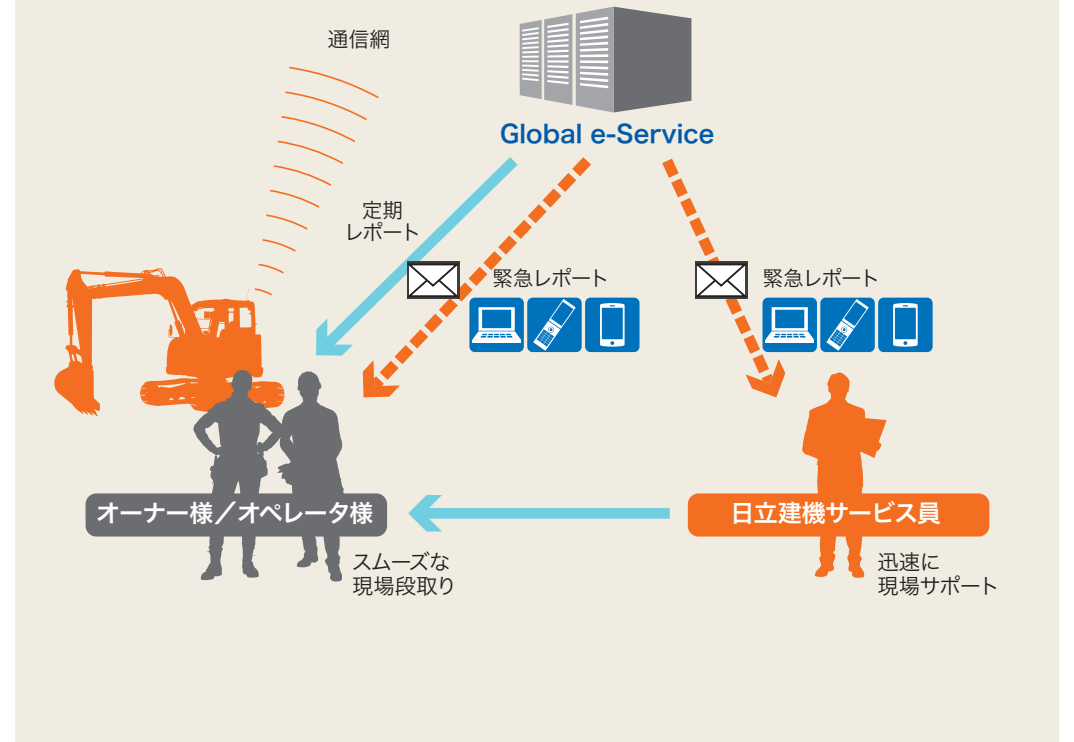 通信網
Global e-Service
定期
レポート
緊急レポート
緊急レポート
オーナー様／オペレータ様
日立建機サービス員
スムーズな
現場段取り
迅速に
現場サポート